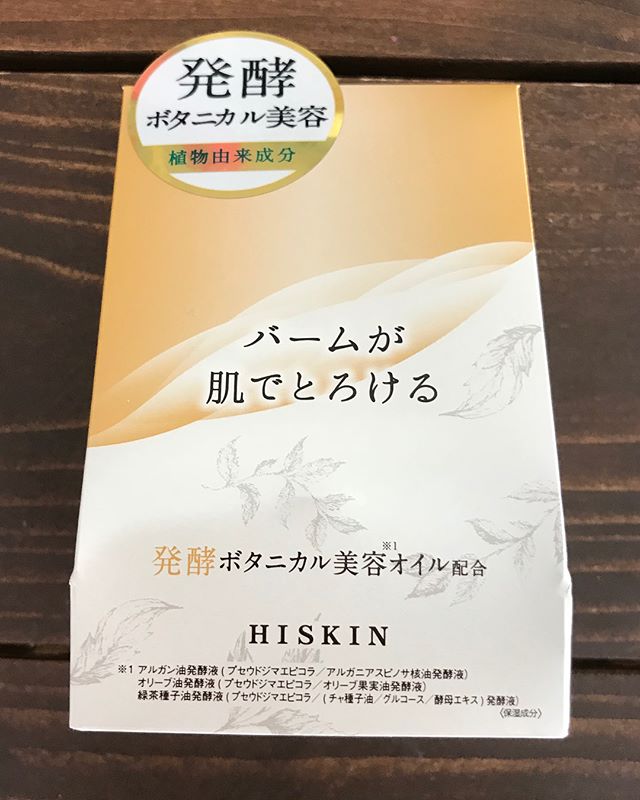 発酵
ボタニカル美容
植物由来成分
バームが
肌でとろける
※1
発酵ボタニカル美容オイル配合
HISKIN
※1 アルガン油発酵液(プセウドジマエピコラ/アルガニアスピノサ核油発酵液)
オリーブ油発酵液(プセウドジマエピコラ/オリーブ果実油発酵液)
緑茶種子油発酵液(プセウドジマエピコラ/(チャ種子油/グルコース/酵母エキス)発酵液)
〈保湿成分〉